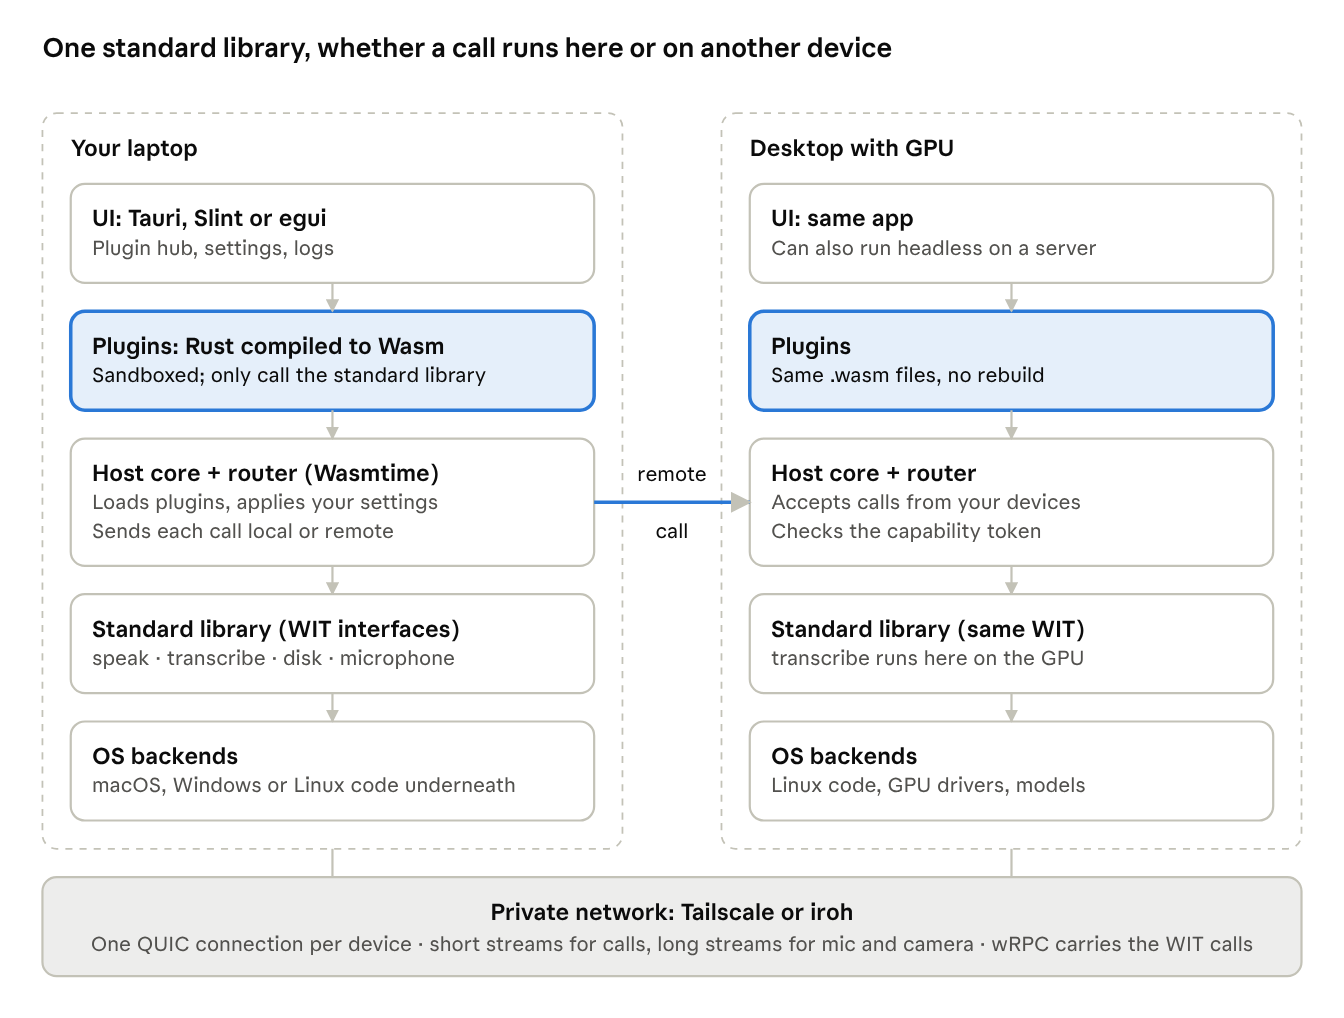 One standard library, whether a call runs here or on another device
Your laptop
UI: Tauri, Slint or egui
Plugin hub, settings, logs
Plugins: Rust compiled to Wasm
Sandboxed; only call the standard library
Host core + router (Wasmtime)
Loads plugins, applies your settings
Sends each call local or remote
Standard library (WIT interfaces)
speak · transcribe · disk · microphone
OS backends
macOS, Windows or Linux code underneath
remote
call
Desktop with GPU
UI: same app
Can also run headless on a server
Plugins
Same .wasm files, no rebuild
Host core + router
Accepts calls from your devices
Checks the capability token
Standard library (same WIT)
transcribe runs here on the GPU
OS backends
Linux code, GPU drivers, models
Private network: Tailscale or iroh
One QUIC connection per device · short streams for calls, long streams for mic and camera · wRPC carries the WIT calls